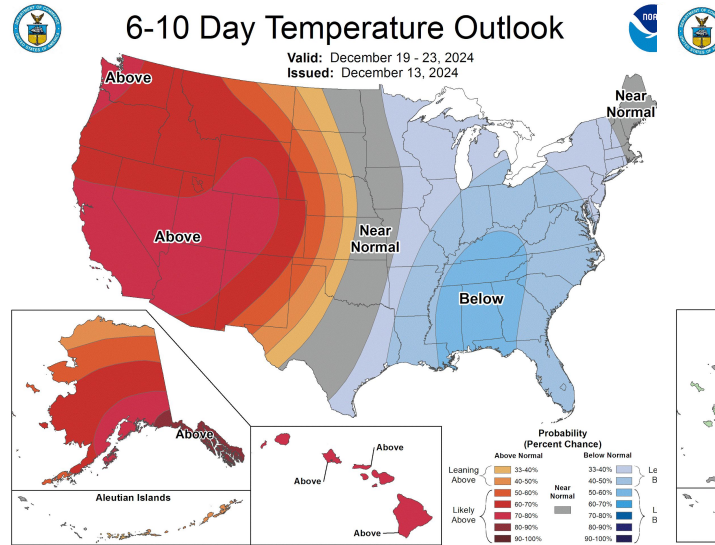 6-10 Day Temperature Outlook
Valid: December 19 - 23, 2024
Issued: December 13, 2024
Above
Near
Normal
Above
Near
Normal
Below
Above
Aleutian Islands
Above
Above
Above
Probability
(Percent Chance)
Above Normal Below Normal
Leaning
Above
33-40% 33-40%
40-50% 40-50%
Near
Normal
Likely
Above
50-60% 50-60%
60-70% 60-70%
70-80% 70-80%
80-90% 80-90%
90-100% 90-100%
Le
B
L
B